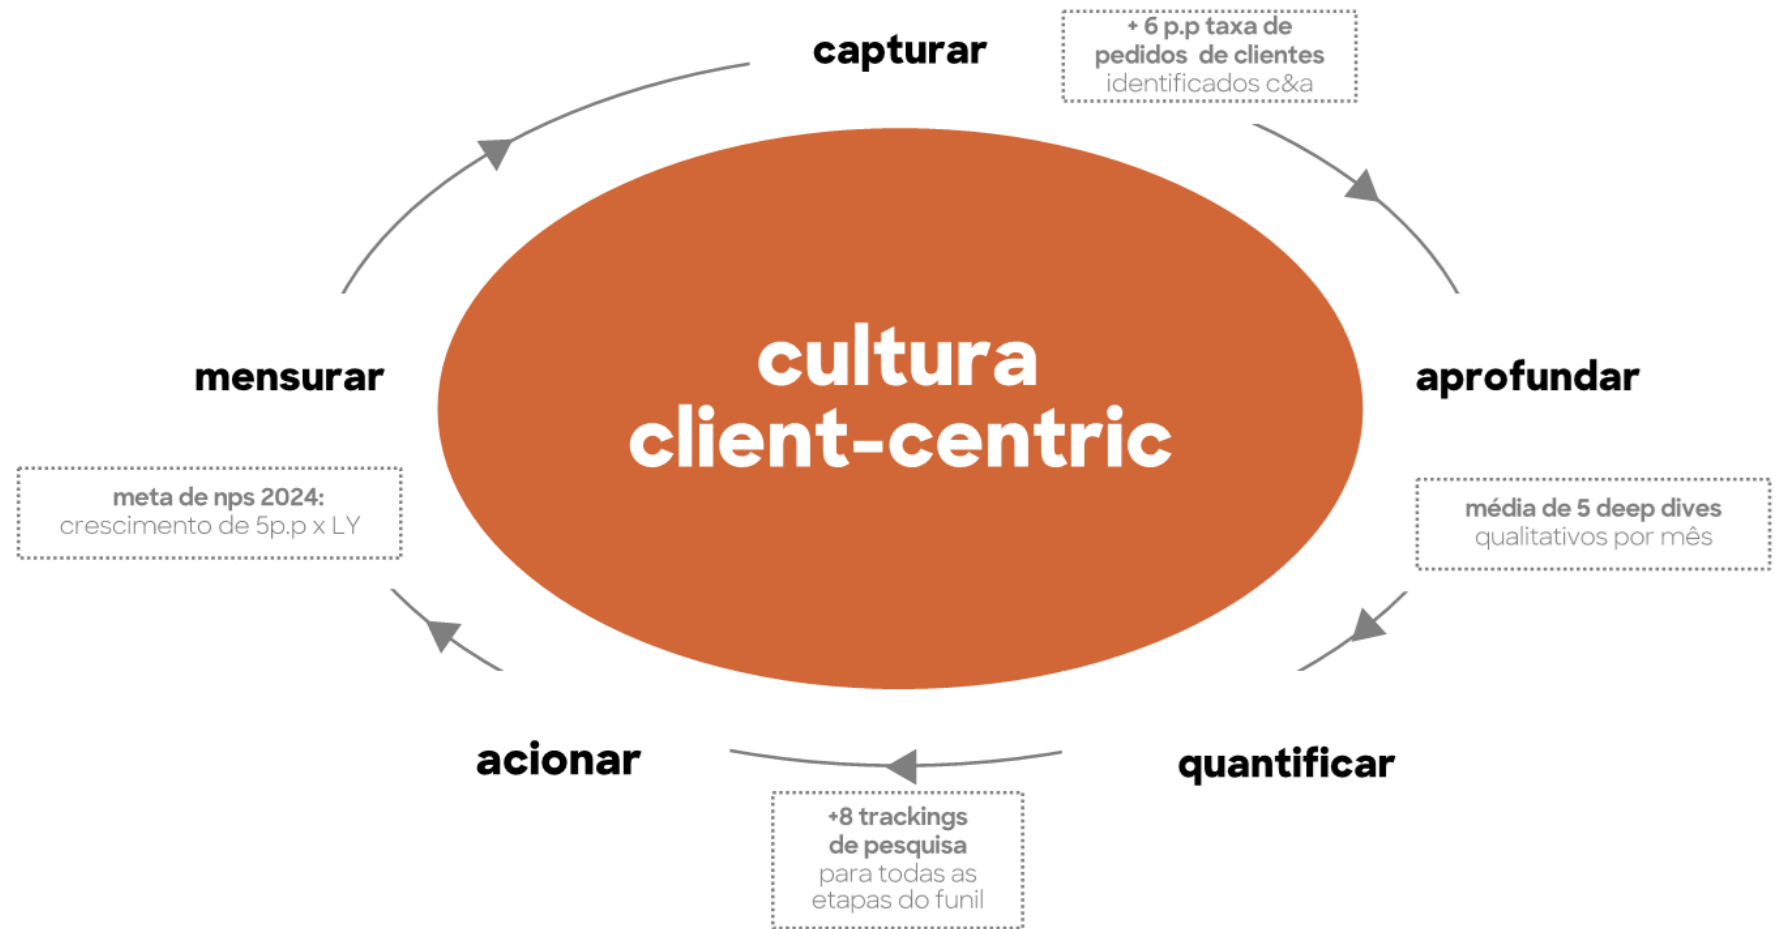 capturar
+ 6 p.p taxa de
pedidos de clientes
identificados c&a
cultura
client-centric
mensurar
aprofundar
meta de nps 2024:
crescimento de 5p.p x LY
média de 5 deep dives
qualitativos por mês
acionar
quantificar
+8 trackings
de pesquisa
para todas as
etapas do funil